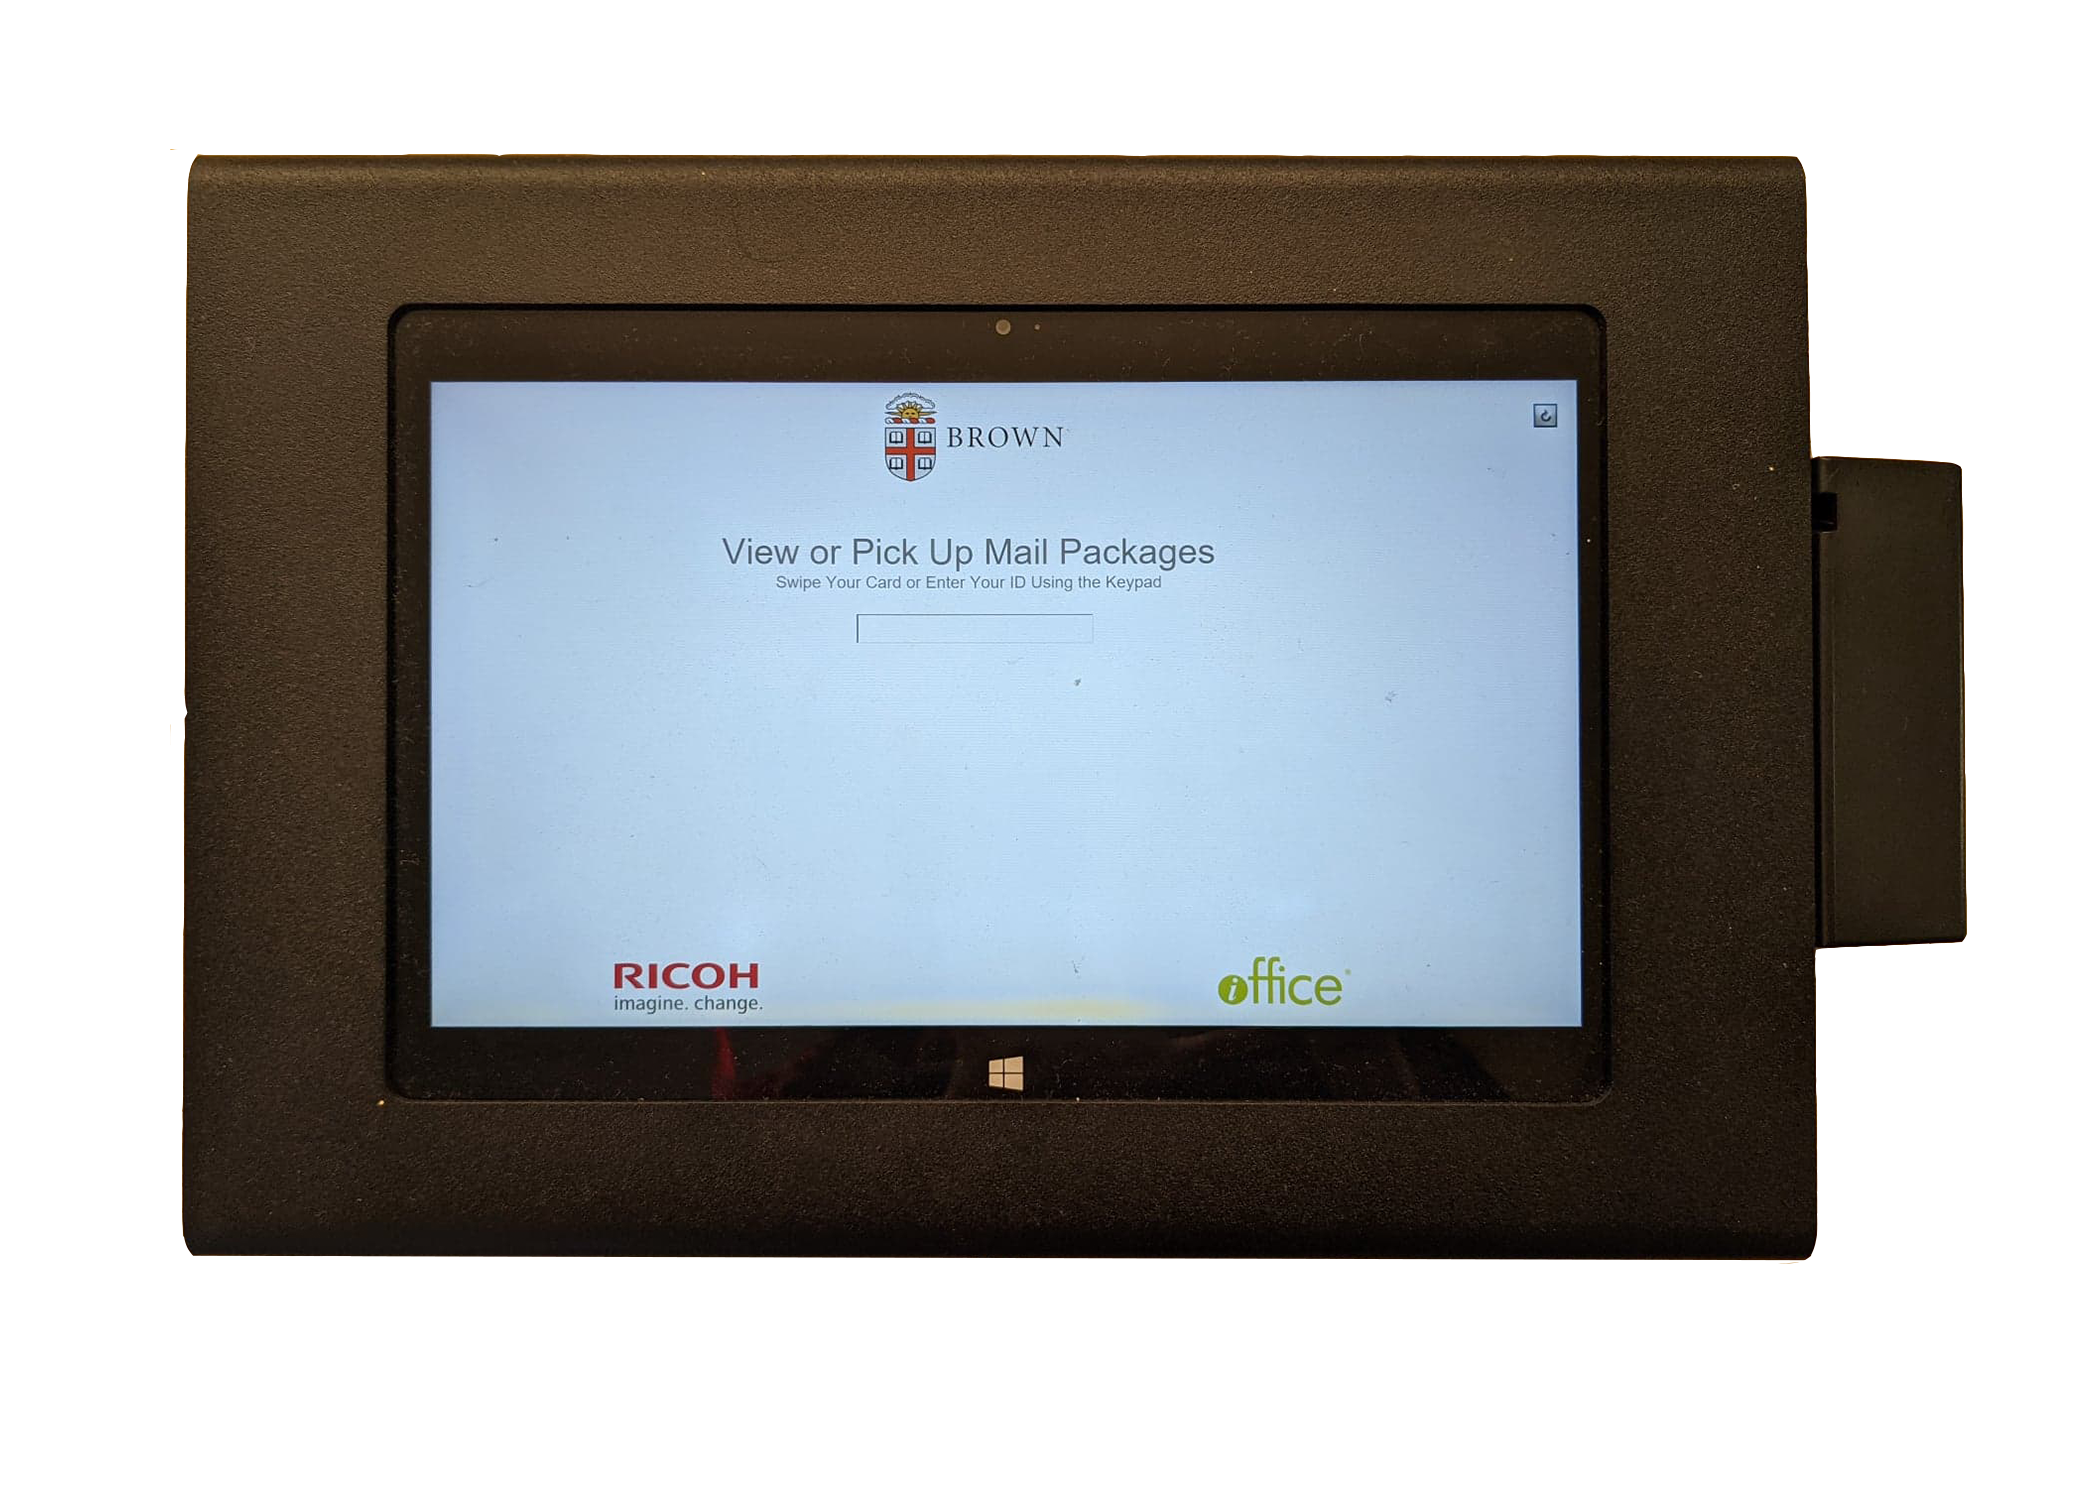 BROWN
View or Pick Up Mail Packages
Swipe Your Card or Enter Your ID Using the Keypad
RICOH
imagine. change.
iOffice